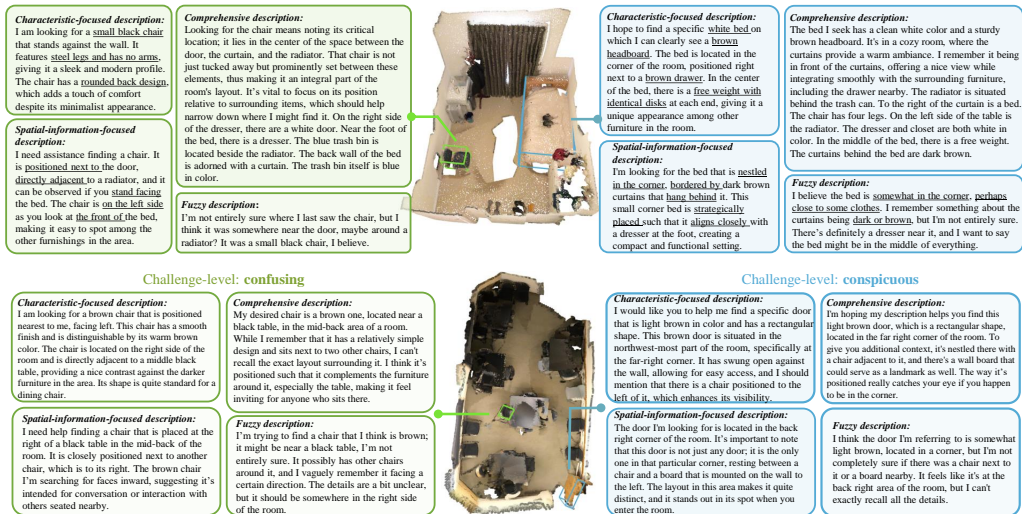 Characteristic-focused description:
I am looking for a small black chair
that stands against the wall. It
features steel legs and has no arms,
giving it a sleek and modern profile.
The chair has a rounded back design,
which adds a touch of comfort
despite its minimalist appearance.
Spatial-information-focused
description:
I need assistance finding a chair. It
is positioned next to the door,
directly adjacent to a radiator, and it
can be observed if you stand facing
the bed. The chair is on the left side
as you look at the front of the bed,
making it easy to spot among the
other furnishings in the area.
Comprehensive description:
Looking for the chair means noting its critical
location; it lies in the center of the space between
the door, the curtain, and the radiator. That chair is
not just tucked away but prominently set between these
elements, thus making it an integral part of the
room's layout. It's vital to focus on its position
relative to surrounding items, which should help
narrow down where I might find it. On the right side
of the dresser, there are a white door. Near the foot
of the bed, there is a dresser. The blue trash bin is
located beside the radiator. The back wall of the bed
is adorned with a curtain. The trash bin itself is blue
in color.
Fuzzy description:
I'm not entirely sure where I last saw the chair, but I
think it was somewhere near the door, maybe around a
radiator? It was a small black chair, I believe.
Characteristic-focused description:
I hope to find a specific white bed on
which I can clearly see a brown
headboard. The bed is located in the
corner of the room, positioned right
next to a brown drawer. In the center
of the bed, there is a free weight with
identical disks at each end, giving it a
unique appearance among other
furniture in the room.
Spatial-information-focused
description:
I'm looking for the bed that is nestled
in the corner, bordered by dark brown
curtains that hang behind it. This
small corner bed is strategically
placed such that it aligns closely with
a dresser at the foot, creating a
compact and functional setting.
Comprehensive description:
The bed I seek has a clean white color and a sturdy
brown headboard. It's in a cozy room, where the
curtains provide a warm ambiance. I remember it being
in front of the curtains, offering a nice view while
integrating smoothly with the surrounding furniture,
including the drawer nearby. The radiator is situated
behind the trash can. To the right of the curtain is a bed.
The chair has four legs. On the left side of the table is
the radiator. The dresser and closet are both white in
color. In the middle of the bed, there is a free weight.
The curtains behind the bed are dark brown.
Fuzzy description:
I believe the bed is somewhat in the corner, perhaps
close to some clothes. I remember something about the
curtains being dark or brown, but I'm not entirely sure.
There's definitely a dresser near it, and I want to say
the bed might be in the middle of everything.
Challenge-level: confusing
Challenge-level: conspicuous
Characteristic-focused description:
I am looking for a brown chair that is positioned
nearest to me, facing left. This chair has a smooth
finish and is distinguishable by its warm brown
color. The chair is located on the right side of the
room and is directly adjacent to a middle black
table, providing a nice contrast against the darker
furniture in the area. Its shape is quite standard for a
dining chair.
Spatial-information-focused description:
I need help finding a chair that is placed at the
right of a black table in the mid-back of the
room. It is closely positioned next to another
chair, which is to its right. The brown chair
I'm searching for faces inward, suggesting it's
intended for conversation or interaction with
others seated nearby.
Comprehensive description:
My desired chair is a brown one, located near a
black table, in the mid-back area of a room.
While I remember that it has a relatively simple
design and sits next to two other chairs, I can't
recall the exact layout surrounding it. I think it's
positioned such that it complements the furniture
around it, especially the table, making it feel
inviting for anyone who sits there.
Fuzzy description:
I'm trying to find a chair that I think is brown;
it might be near a black table, I'm not
entirely sure. It possibly has other chairs
around it, and I vaguely remember it facing a
certain direction. The details are a bit unclear,
but it should be somewhere in the right side
of the room.
Characteristic-focused description:
I would like you to help me find a specific door
that is light brown in color and has a rectangular
shape. This brown door is situated in the
northwest-most part of the room, specifically at
the far-right corner. It has swung open against
the wall, allowing for easy access, and I should
mention that there is a chair positioned to the
left of it, which enhances its visibility.
Spatial-information-focused description:
The door I'm looking for is located in the back
right corner of the room. It's important to note
that this door is not just any door; it is the only
one in that particular corner, resting between a
chair and a board that is mounted on the wall to
the left. The layout in this area makes it quite
distinct, and it stands out in its spot when you
enter the room.
Comprehensive description:
I'm hoping my description helps you find this
light brown door, which is a rectangular shape,
located in the far right corner of the room. To
give you additional context, it's nestled there with
a chair adjacent to it, and there's a wall board that
could serve as a landmark as well. The way it's
positioned really catches your eye if you happen
to be in the corner.
Fuzzy description:
I think the door I'm referring to is somewhat
light brown, located in a corner, but I'm not
completely sure if there was a chair next to
it or a board nearby. It feels like it's at the
back right area of the room, but I can't
exactly recall all the details.